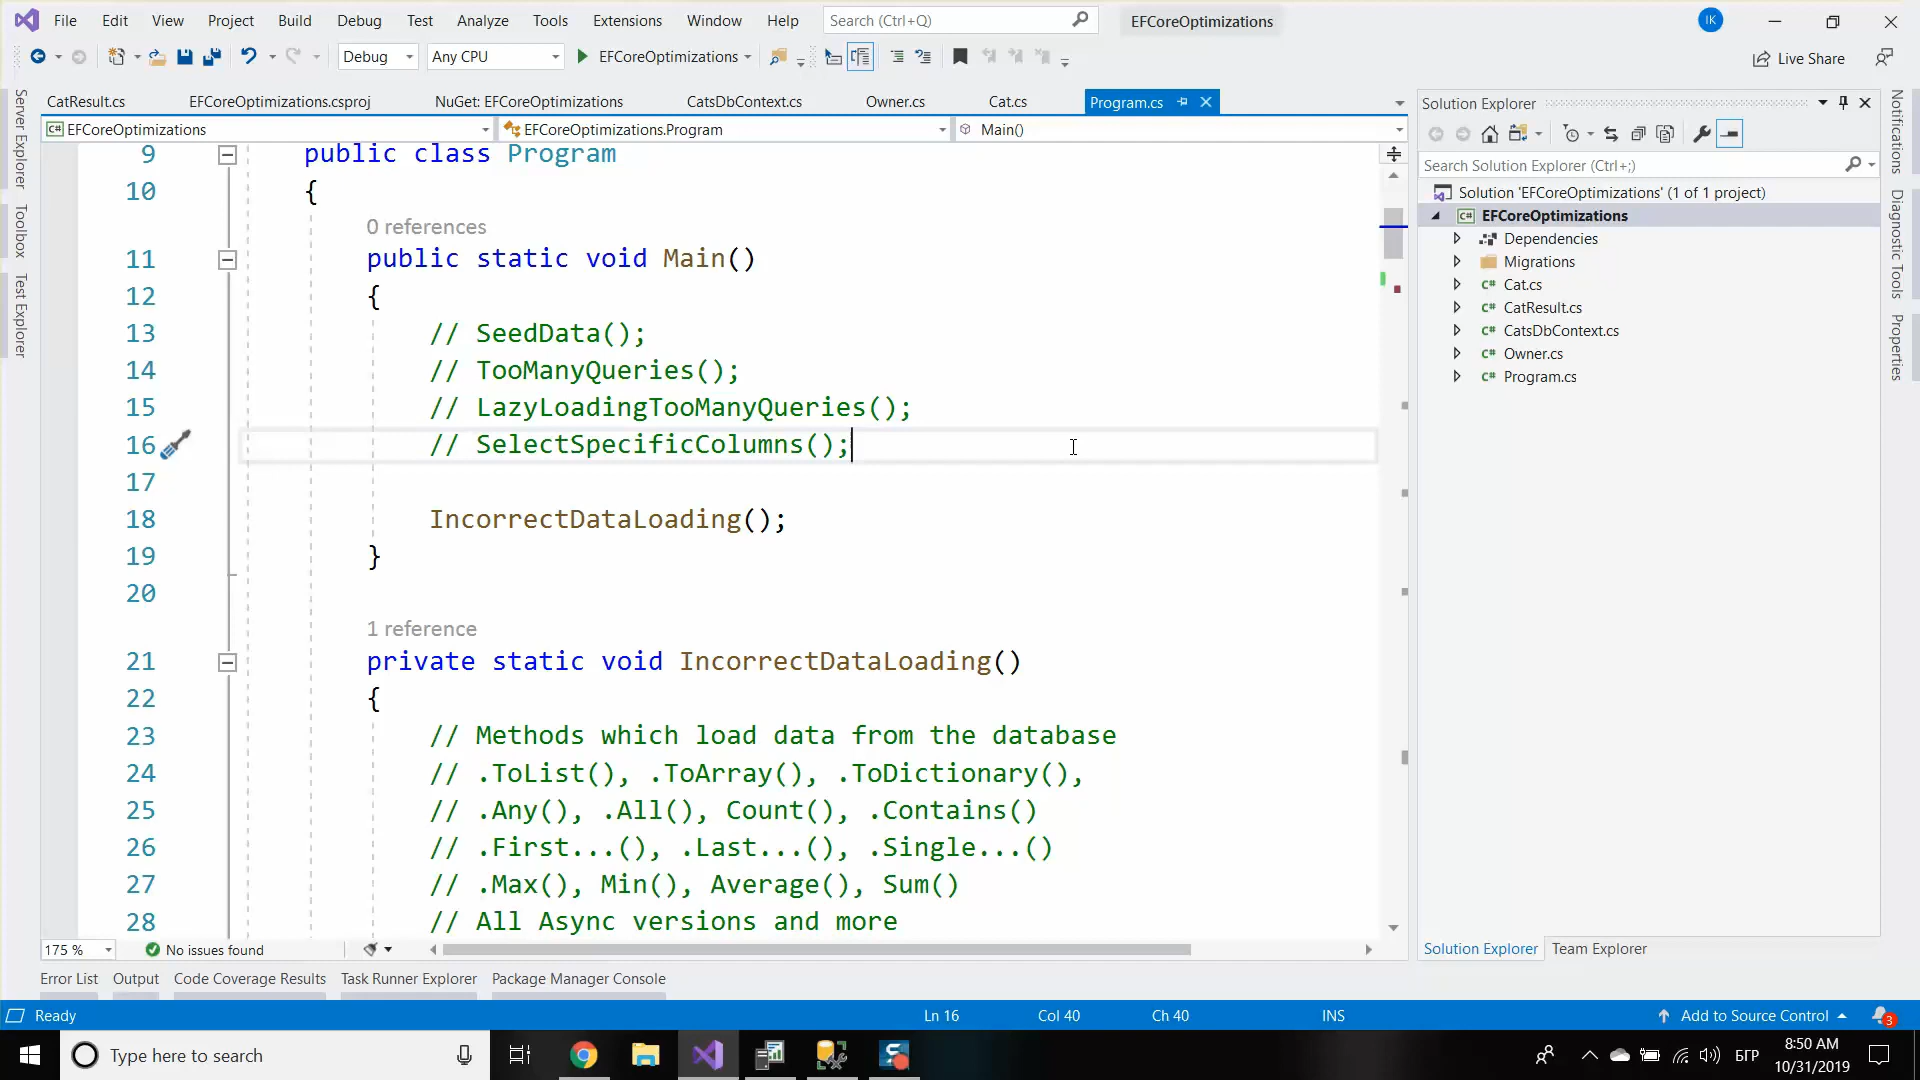 File Edit View Project Build Debug Test Analyze Tools Extensions Window Help Search (Ctrl+Q) EFCoreOptimizations IK
Debug Any CPU EFCoreOptimizations Live Share
CatResult.cs EFCoreOptimizations.csproj NuGet: EFCoreOptimizations CatsDbContext.cs Owner.cs Cat.cs Program.cs
C# EFCoreOptimizations EFCoreOptimizations.Program Main()
Server Explorer
Toolbox
Test Explorer
9 public class Program
10 {
0 references
11 public static void Main()
12 {
13 // SeedData();
14 // TooManyQueries();
15 // LazyLoadingTooManyQueries();
16 // SelectSpecificColumns();
17
18 IncorrectDataLoading();
19 }
20
1 reference
21 private static void IncorrectDataLoading()
22 {
23 // Methods which load data from the database
24 // .ToList(), .ToArray(), .ToDictionary(),
25 // .Any(), .All(), Count(), .Contains()
26 // .First...(), .Last...(), .Single...()
27 // .Max(), Min(), Average(), Sum()
28 // All Async versions and more
175 % No issues found
Solution Explorer
Search Solution Explorer (Ctrl+;)
Solution 'EFCoreOptimizations' (1 of 1 project)
C# EFCoreOptimizations
Dependencies
Migrations
C# Cat.cs
C# CatResult.cs
C# CatsDbContext.cs
C# Owner.cs
C# Program.cs
Solution Explorer Team Explorer
Notifications
Diagnostic Tools
Properties
Error List Output Code Coverage Results Task Runner Explorer Package Manager Console
Ready Ln 16 Col 40 Ch 40 INS Add to Source Control 3
Type here to search БГР 8:50 AM
10/31/2019